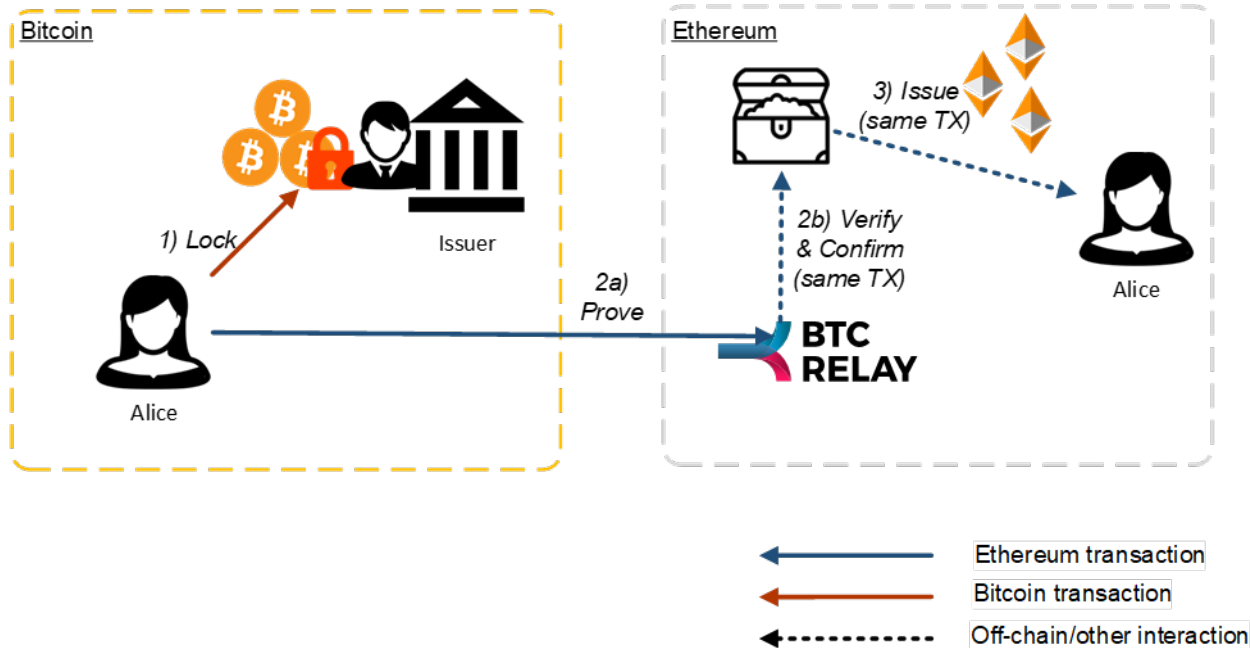 Bitcoin
1) Lock
Issuer
Alice
2a)
Prove
Ethereum
3) Issue
(same TX)
2b) Verify
& Confirm
(same TX)
Alice
BTC
RELAY
Ethereum transaction
Bitcoin transaction
Off-chain/other interaction